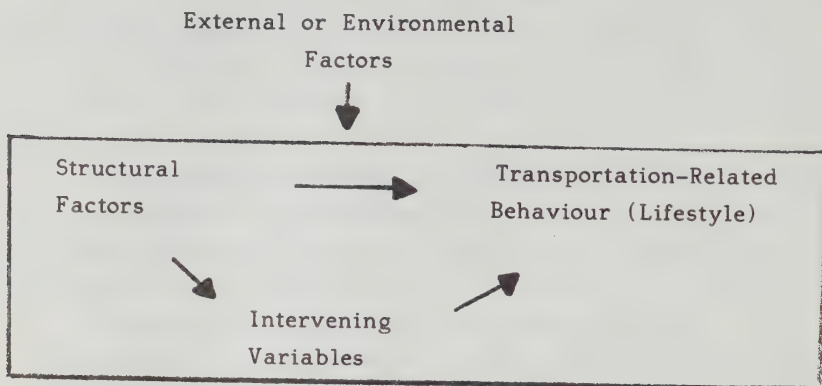 External or Environmental
Factors
Structural
Factors
Transportation-Related
Behaviour (Lifestyle)
Intervening
Variables